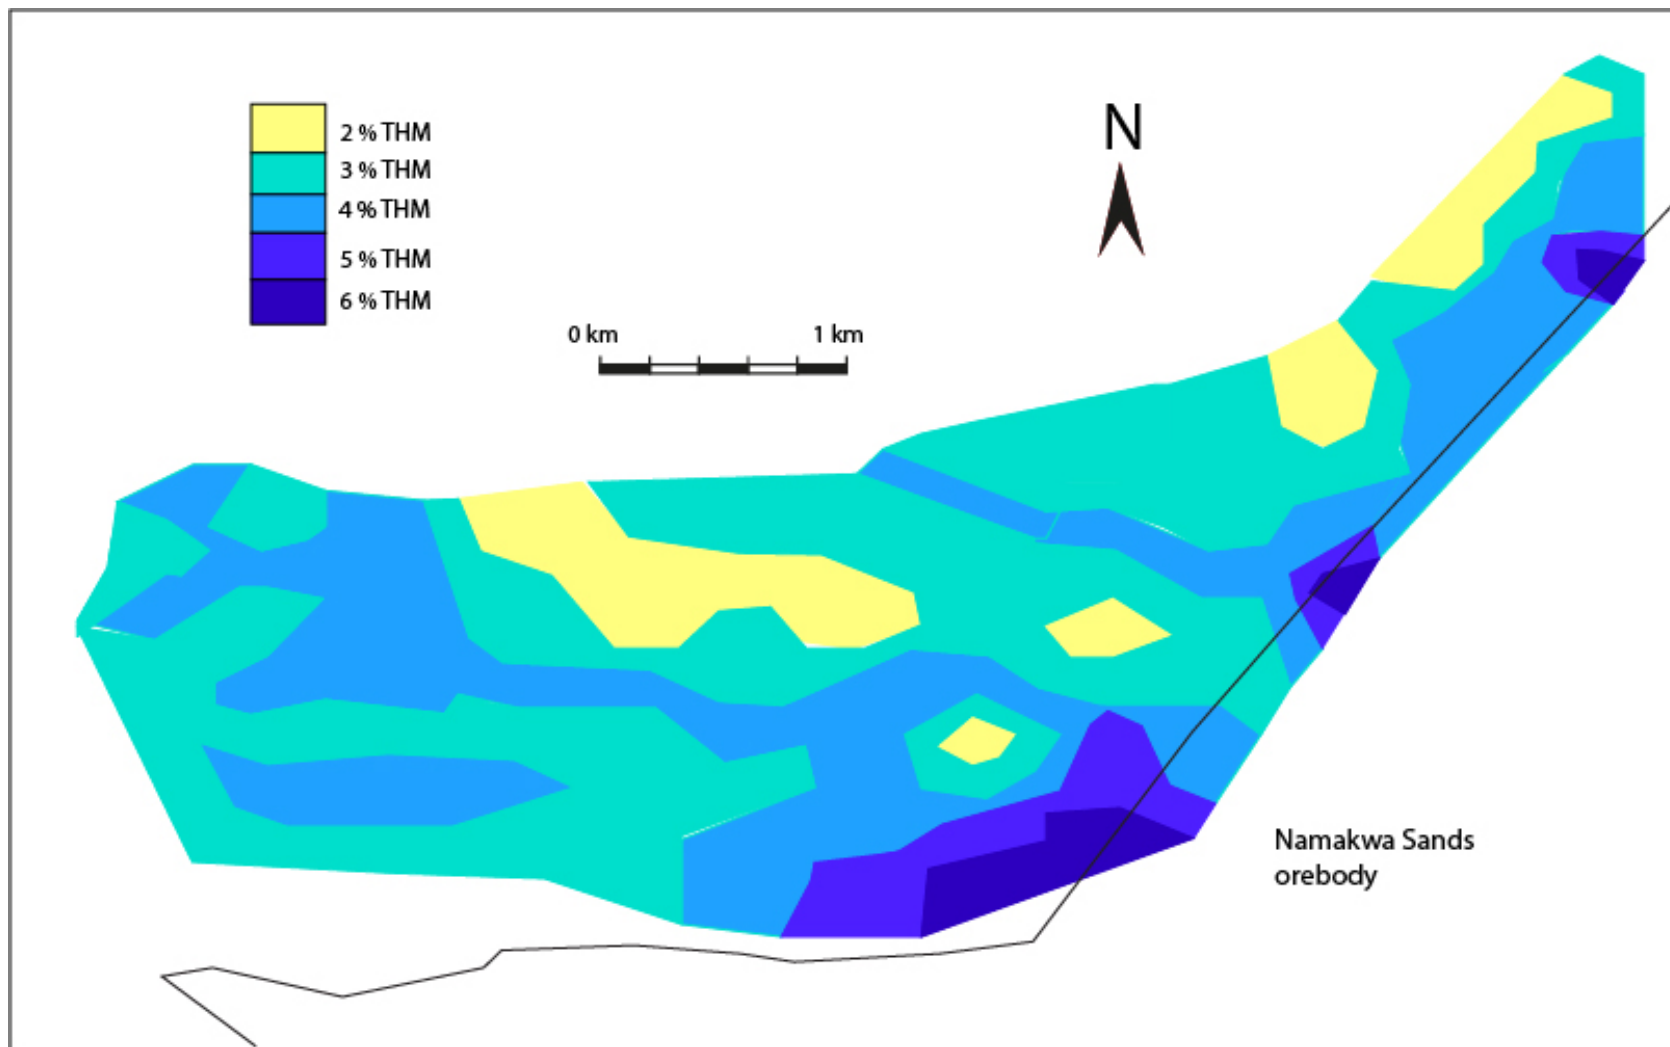 2 % THM
3 % THM
4 % THM
5 % THM
6 % THM
N
0 km
1 km
Namakwa Sands
orebody